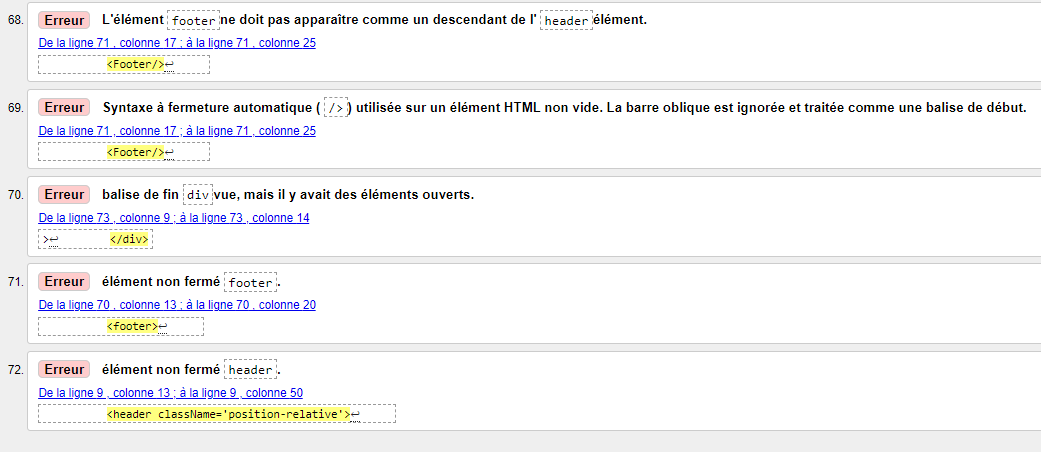 68. Erreur L'élément footer ne doit pas apparaître comme un descendant de l' header élément.
De la ligne 71 , colonne 17 ; à la ligne 71 , colonne 25
<Footer/>↩
69. Erreur Syntaxe à fermeture automatique ( /> ) utilisée sur un élément HTML non vide. La barre oblique est ignorée et traitée comme une balise de début.
De la ligne 71 , colonne 17 ; à la ligne 71 , colonne 25
<Footer/>↩
70. Erreur balise de fin div vue, mais il y avait des éléments ouverts.
De la ligne 73 , colonne 9 ; à la ligne 73 , colonne 14
>↩ </div>
71. Erreur élément non fermé footer .
De la ligne 70 , colonne 13 ; à la ligne 70 , colonne 20
<footer>↩
72. Erreur élément non fermé header .
De la ligne 9 , colonne 13 ; à la ligne 9 , colonne 50
<header className='position-relative'>↩